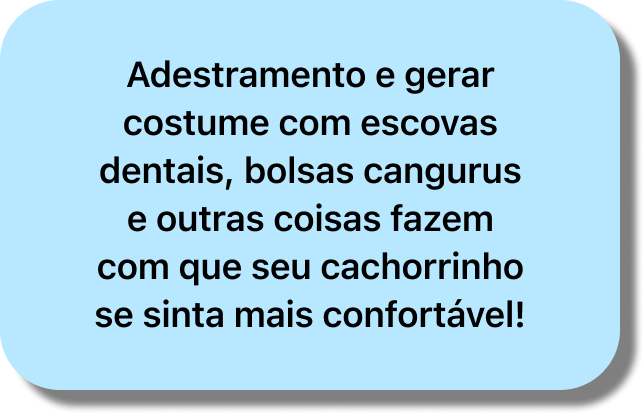 Adestramento e gerar
costume com escovas
dentais, bolsas cangurus
e outras coisas fazem
com que seu cachorrinho
se sinta mais confortável!